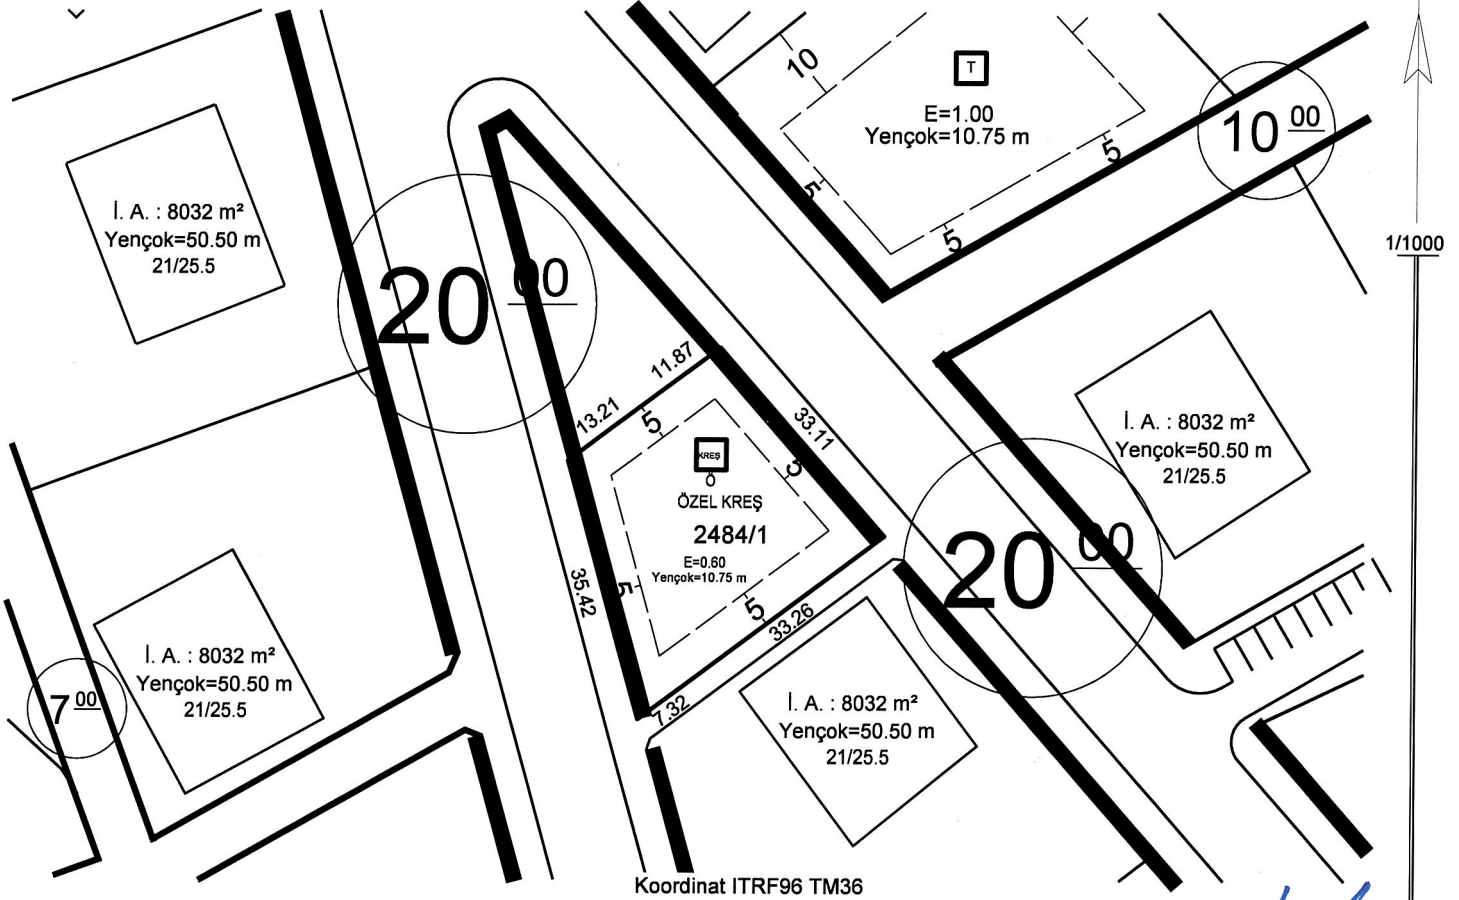 10
T
E=1.00
Yençok=10.75 m
5
5
5
10 00
1/1000
İ. A. : 8032 m²
Yençok=50.50 m
21/25.5
20 00
11.87
13.21
5
33.11
5
KREŞ
Ö
ÖZEL KREŞ
2484/1
E=0.60
Yençok=10.75 m
5
35.42
5
33.26
7.32
İ. A. : 8032 m²
Yençok=50.50 m
21/25.5
20 00
İ. A. : 8032 m²
Yençok=50.50 m
21/25.5
7 00
İ. A. : 8032 m²
Yençok=50.50 m
21/25.5
Koordinat ITRF96 TM36